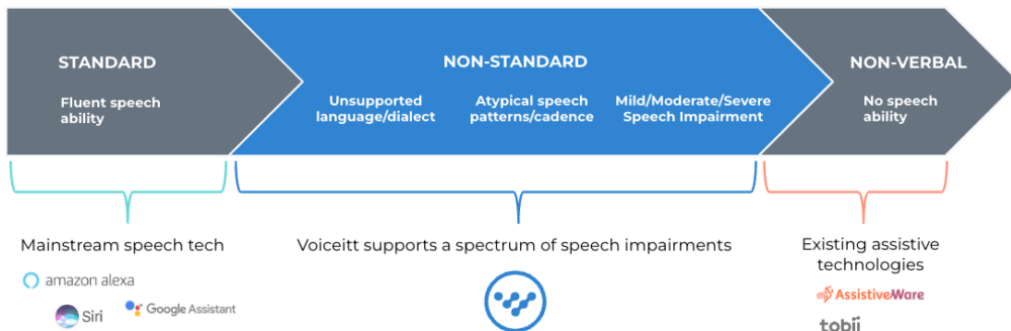 STANDARD
Fluent speech
ability
NON-STANDARD
Unsupported
language/dialect
Atypical speech
patterns/cadence
Mild/Moderate/Severe
Speech Impairment
NON-VERBAL
No speech
ability
Mainstream speech tech
amazon alexa
Siri
Google Assistant
Voiceitt supports a spectrum of speech impairments
Existing assistive
technologies
AssistiveWare
tobii